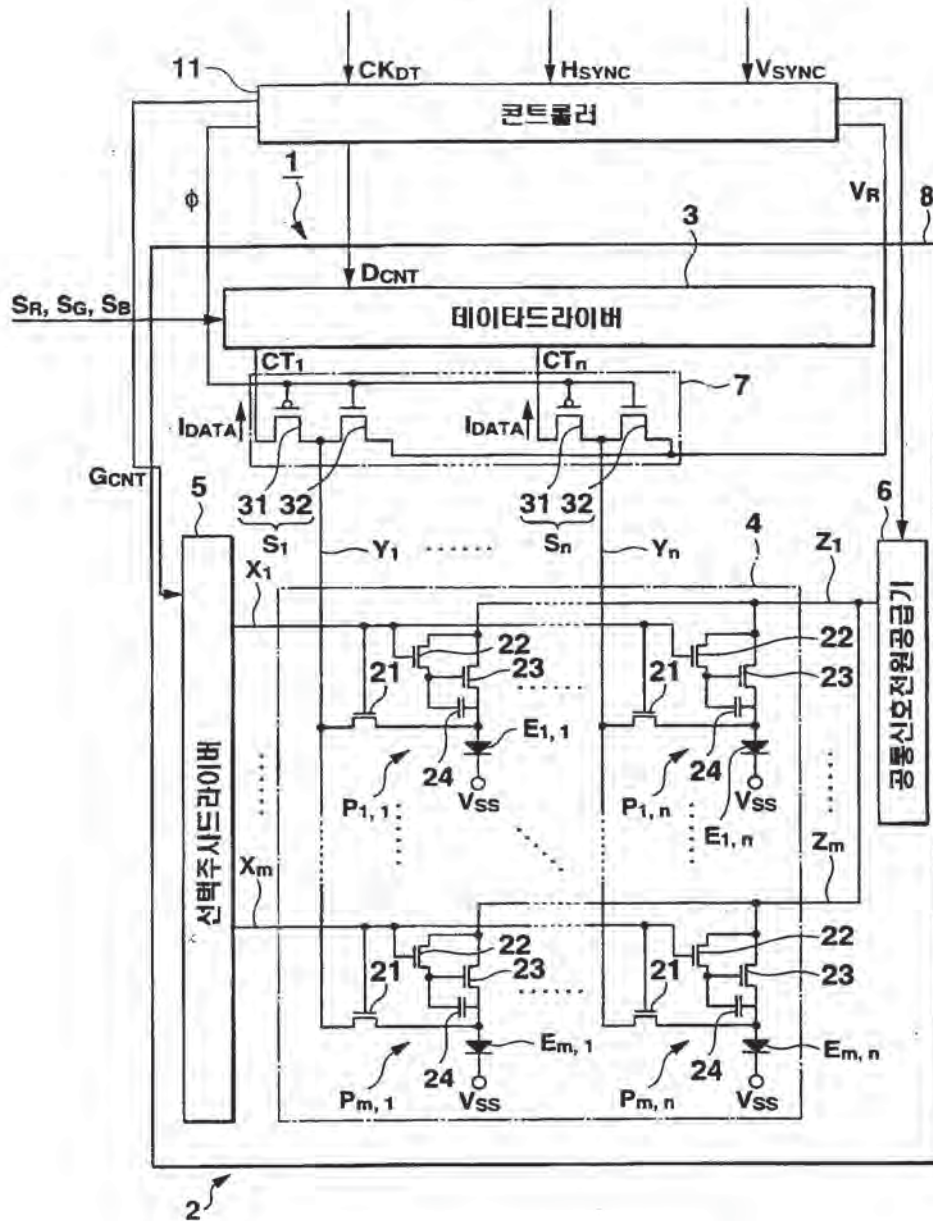 CKDT HSYNC VSYNC
11
콘트롤러
1
φ
VR
8
3
DCNT
SR, SG, SB
데이타드라이버
CT1 CTn
7
IDATA IDATA
GCNT
31 32 31 32
5
6
S1 Sn
Y1 Yn
4
Z1
X1
선택주사드라이버
공통신호전원공급기
22 22
21 23 21 23
E1, 1
24 24
P1, 1 VSS P1, n VSS
E1, n
Xm
Zm
22 22
21 23 21 23
Em, 1 Em, n
24 24
Pm, 1 VSS Pm, n VSS
2